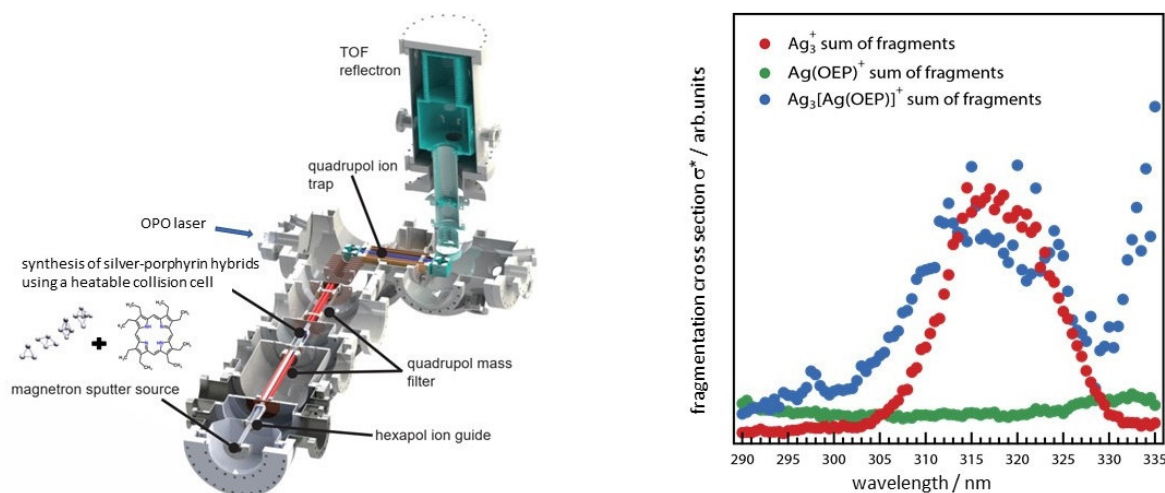 TOF
reflectron
quadrupol ion
trap
OPO laser
synthesis of silver-porphyrin hybrids
using a heatable collision cell
magnetron sputter source
quadrupol mass
filter
hexapol ion guide
fragmentation cross section σ* / arb.units
Ag₃⁺ sum of fragments
Ag(OEP)⁺ sum of fragments
Ag₃[Ag(OEP)]⁺ sum of fragments
290 295 300 305 310 315 320 325 330 335
wavelength / nm